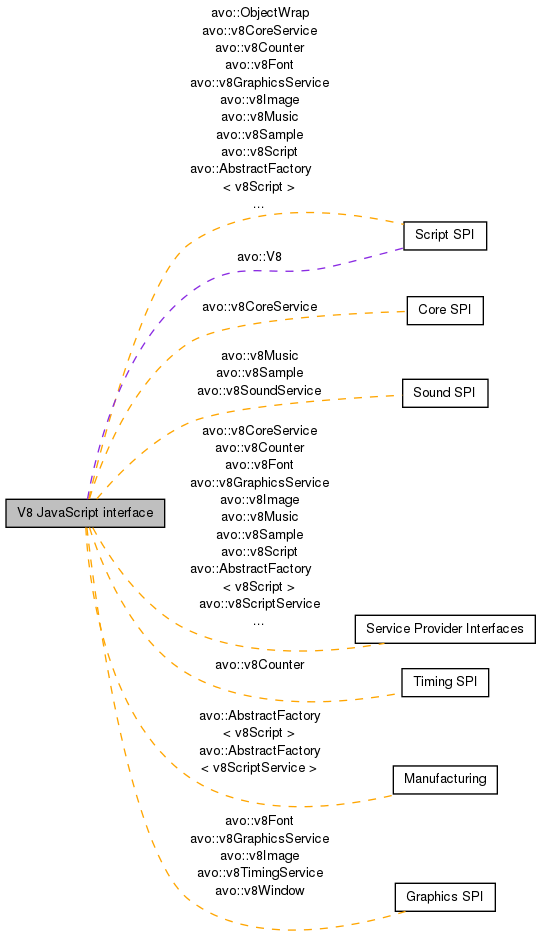 avo::ObjectWrap
avo::v8CoreService
avo::v8Counter
avo::v8Font
avo::v8GraphicsService
avo::v8Image
avo::v8Music
avo::v8Sample
avo::v8Script
avo::AbstractFactory
< v8Script >
...
Script SPI
avo::V8
avo::v8CoreService
Core SPI
avo::v8Music
avo::v8Sample
avo::v8SoundService
Sound SPI
avo::v8CoreService
avo::v8Counter
avo::v8Font
avo::v8GraphicsService
avo::v8Image
avo::v8Music
avo::v8Sample
avo::v8Script
avo::AbstractFactory
< v8Script >
avo::v8ScriptService
...
V8 JavaScript interface
Service Provider Interfaces
avo::v8Counter
Timing SPI
avo::AbstractFactory
< v8Script >
avo::AbstractFactory
< v8ScriptService >
Manufacturing
avo::v8Font
avo::v8GraphicsService
avo::v8Image
avo::v8TimingService
avo::v8Window
Graphics SPI